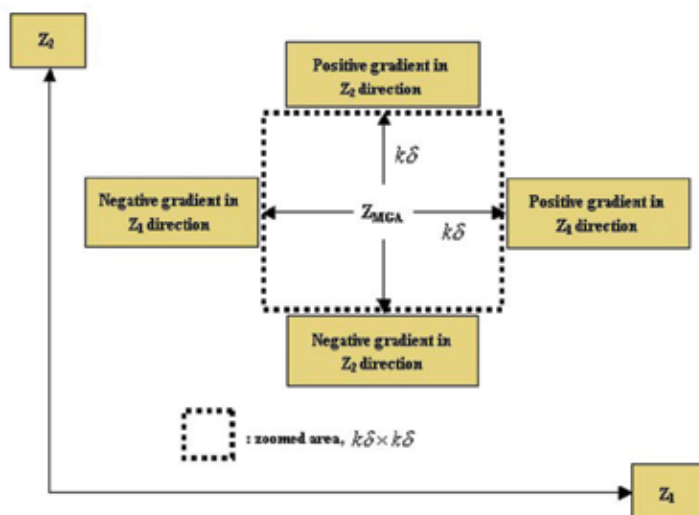 Z₂
Positive gradient in
Z₂ direction
kδ
Negative gradient in
Z₁ direction
Z_MGA
kδ
Positive gradient in
Z₁ direction
Negative gradient in
Z₂ direction
: zoomed area, kδ×kδ
Z₁